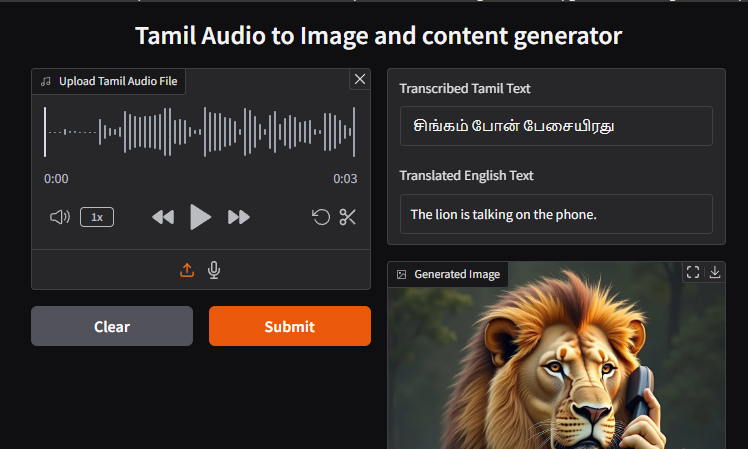 Tamil Audio to Image and content generator
Upload Tamil Audio File
0:00
0:03
1x
Clear
Submit
Transcribed Tamil Text
சிங்கம் போன் பேசையிரது
Translated English Text
The lion is talking on the phone.
Generated Image